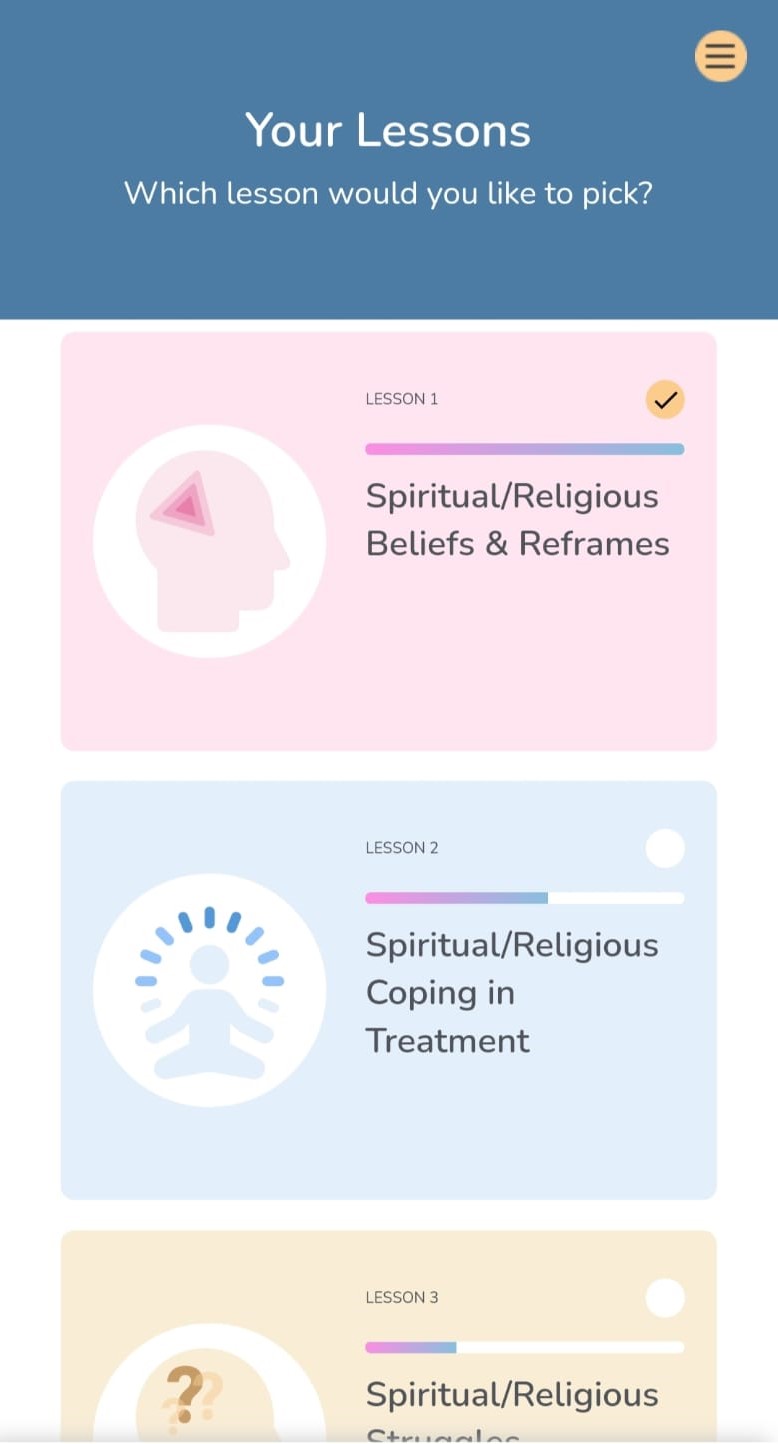 Your Lessons
Which lesson would you like to pick?
LESSON 1
Spiritual/Religious
Beliefs & Reframes
LESSON 2
Spiritual/Religious
Coping in
Treatment
LESSON 3
Spiritual/Religious
Struggles